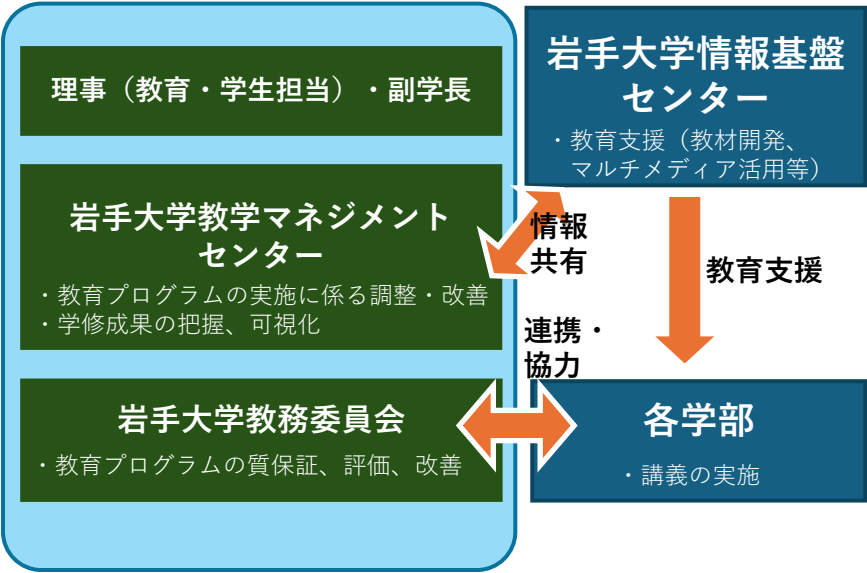 理事（教育・学生担当）・副学長
岩手大学教学マネジメント
センター
・教育プログラムの実施に係る調整・改善
・学修成果の把握、可視化
岩手大学教務委員会
・教育プログラムの質保証、評価、改善
岩手大学情報基盤
センター
・教育支援（教材開発、
マルチメディア活用等）
情報
共有
教育支援
連携・
協力
各学部
・講義の実施